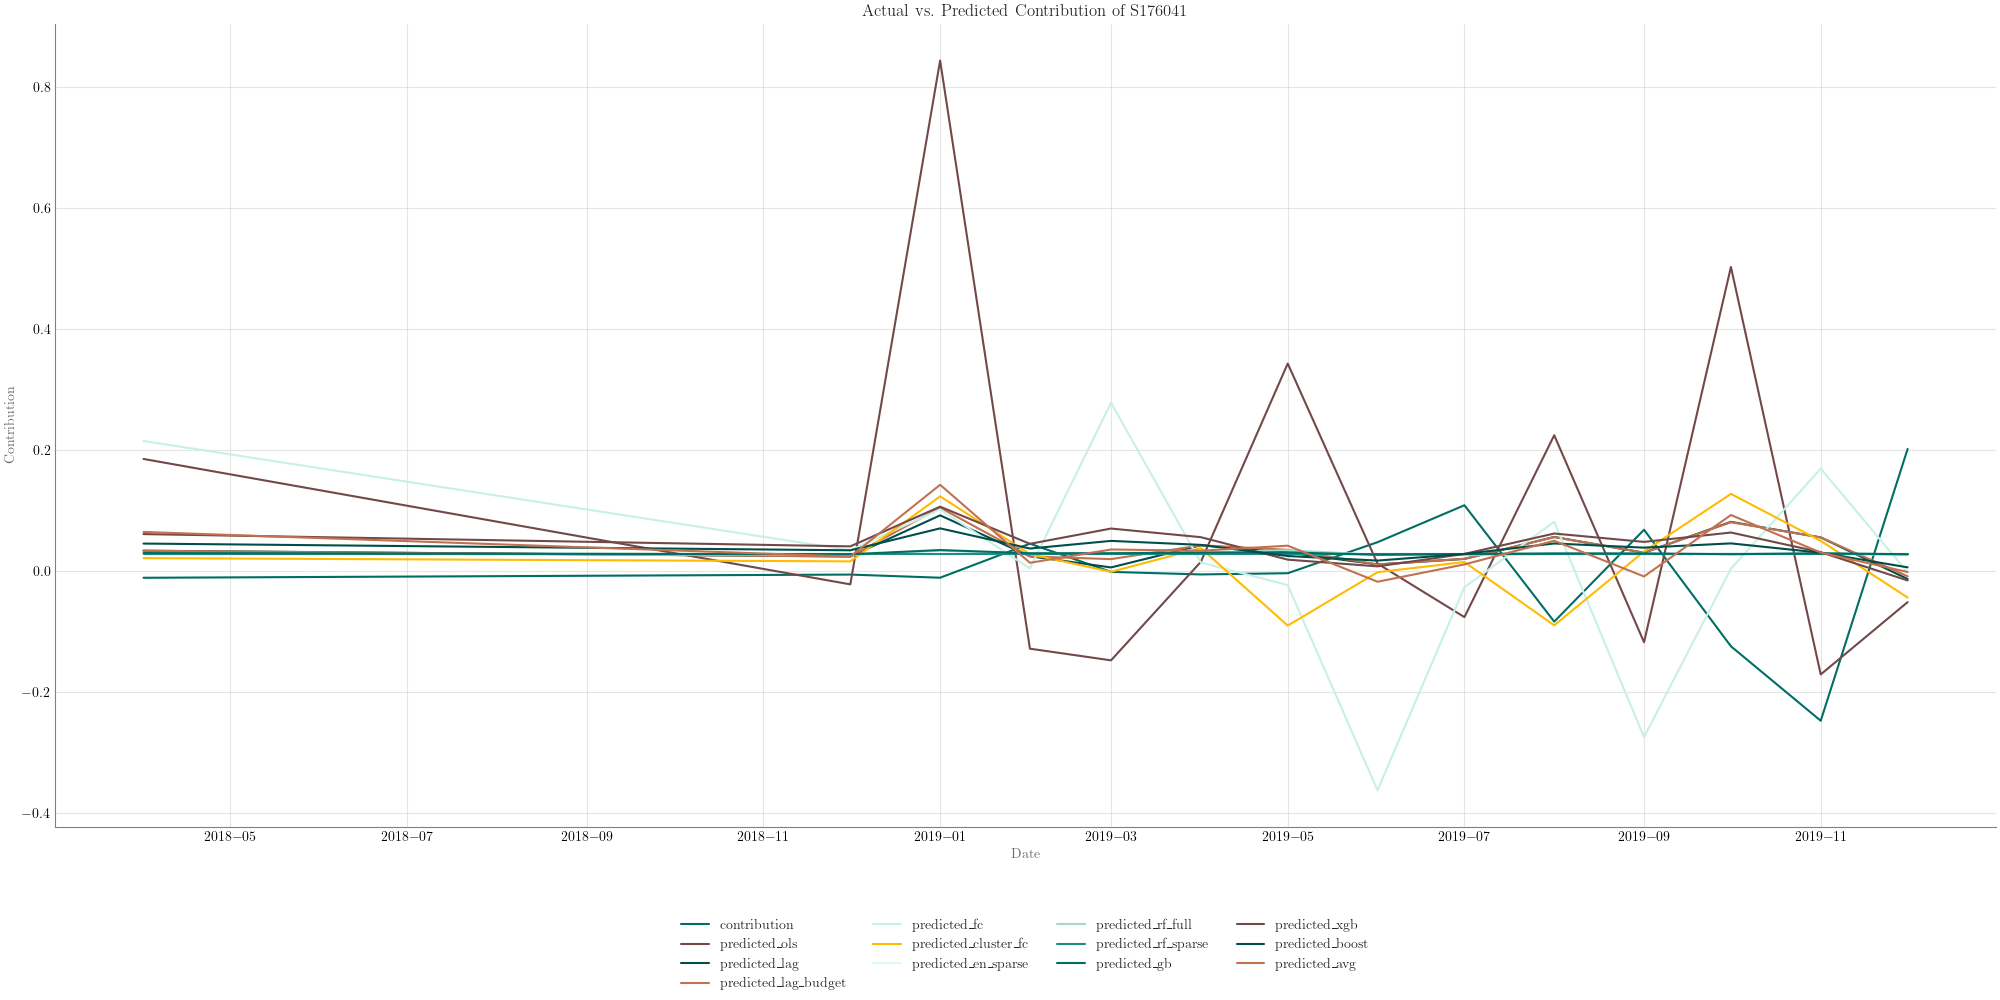 Actual vs. Predicted Contribution of S176041
Contribution
0.8
0.6
0.4
0.2
0.0
−0.2
−0.4
2018−05 2018−07 2018−09 2018−11 2019−01 2019−03 2019−05 2019−07 2019−09 2019−11
Date
contribution predicted_fc predicted_rf_full predicted_xgb
predicted_ols predicted_cluster_fc predicted_rf_sparse predicted_boost
predicted_lag predicted_en_sparse predicted_gb predicted_avg
predicted_lag_budget